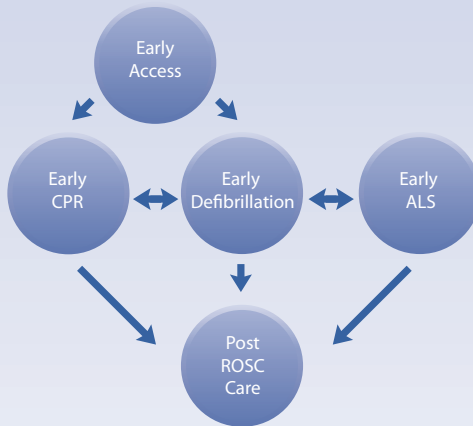 Early
Access
Early
CPR
Early
Defibrillation
Early
ALS
Post
ROSC
Care